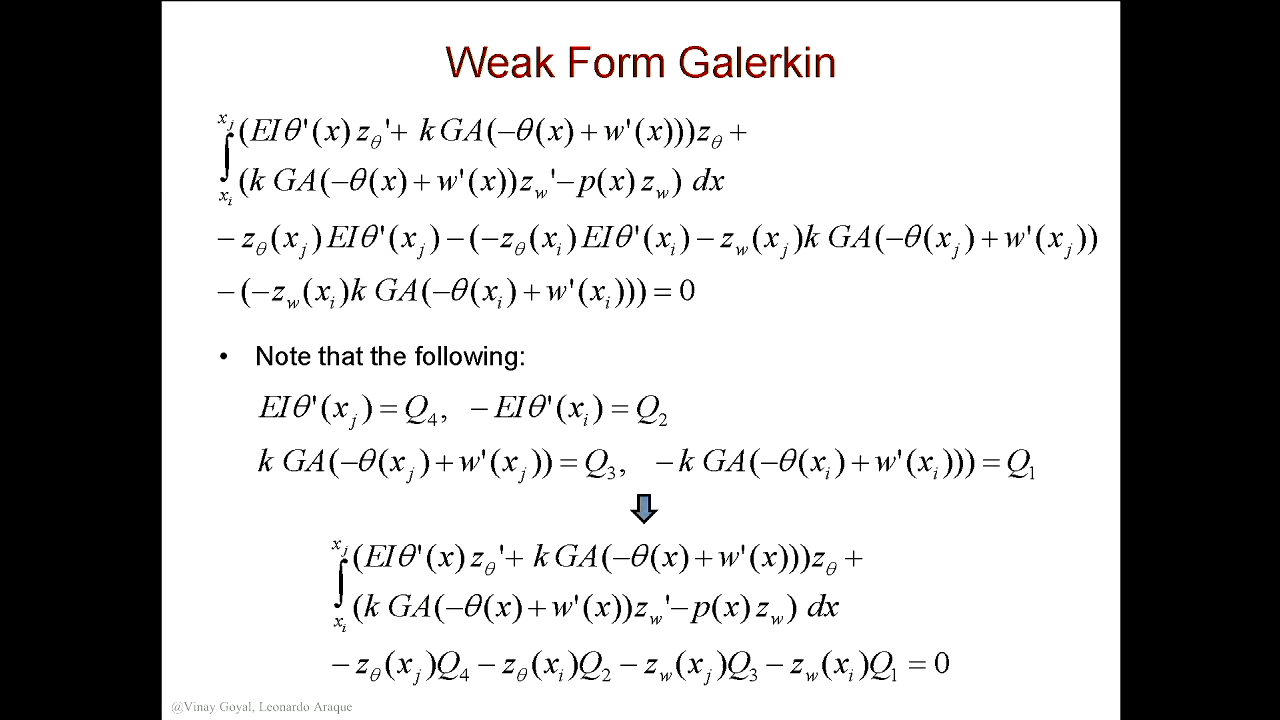 Weak Form Galerkin
∫_{x_i}^{x_j} (EIθ'(x) z_θ'+ k GA(−θ(x) + w'(x)))z_θ +
(k GA(−θ(x) + w'(x))z_w'−p(x) z_w) dx
− z_θ(x_j)EIθ'(x_j) − (−z_θ(x_i)EIθ'(x_i) − z_w(x_j)k GA(−θ(x_j) + w'(x_j))
− (−z_w(x_i)k GA(−θ(x_i) + w'(x_i))) = 0
• Note that the following:
EIθ'(x_j) = Q_4, − EIθ'(x_i) = Q_2
k GA(−θ(x_j) + w'(x_j)) = Q_3, − k GA(−θ(x_i) + w'(x_i))) = Q_1
∫_{x_i}^{x_j} (EIθ'(x) z_θ'+ k GA(−θ(x) + w'(x)))z_θ +
(k GA(−θ(x) + w'(x))z_w'−p(x) z_w) dx
− z_θ(x_j)Q_4 − z_θ(x_i)Q_2 − z_w(x_j)Q_3 − z_w(x_i)Q_1 = 0
@Vinay Goyal, Leonardo Araque